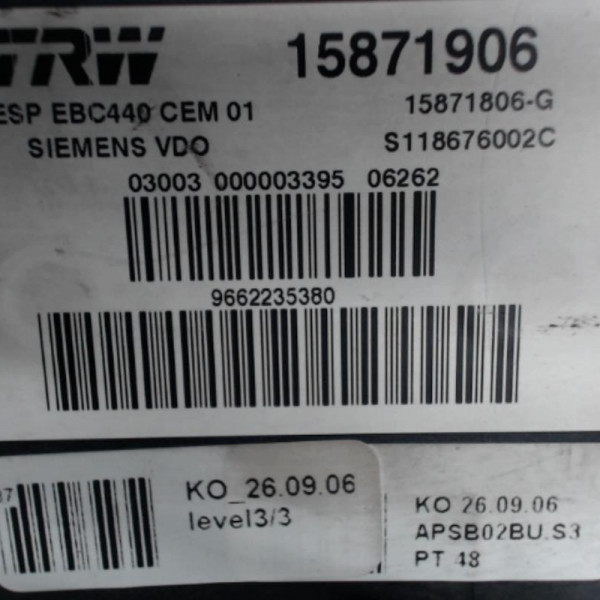 TRW 15871906
ESP EBC440 CEM 01 15871806-G
SIEMENS VDO S118676002C
03003 000003395 06262
9662235380
KO_26.09.06
level3/3
KO 26.09.06
APSB02BU.S3
PT 48